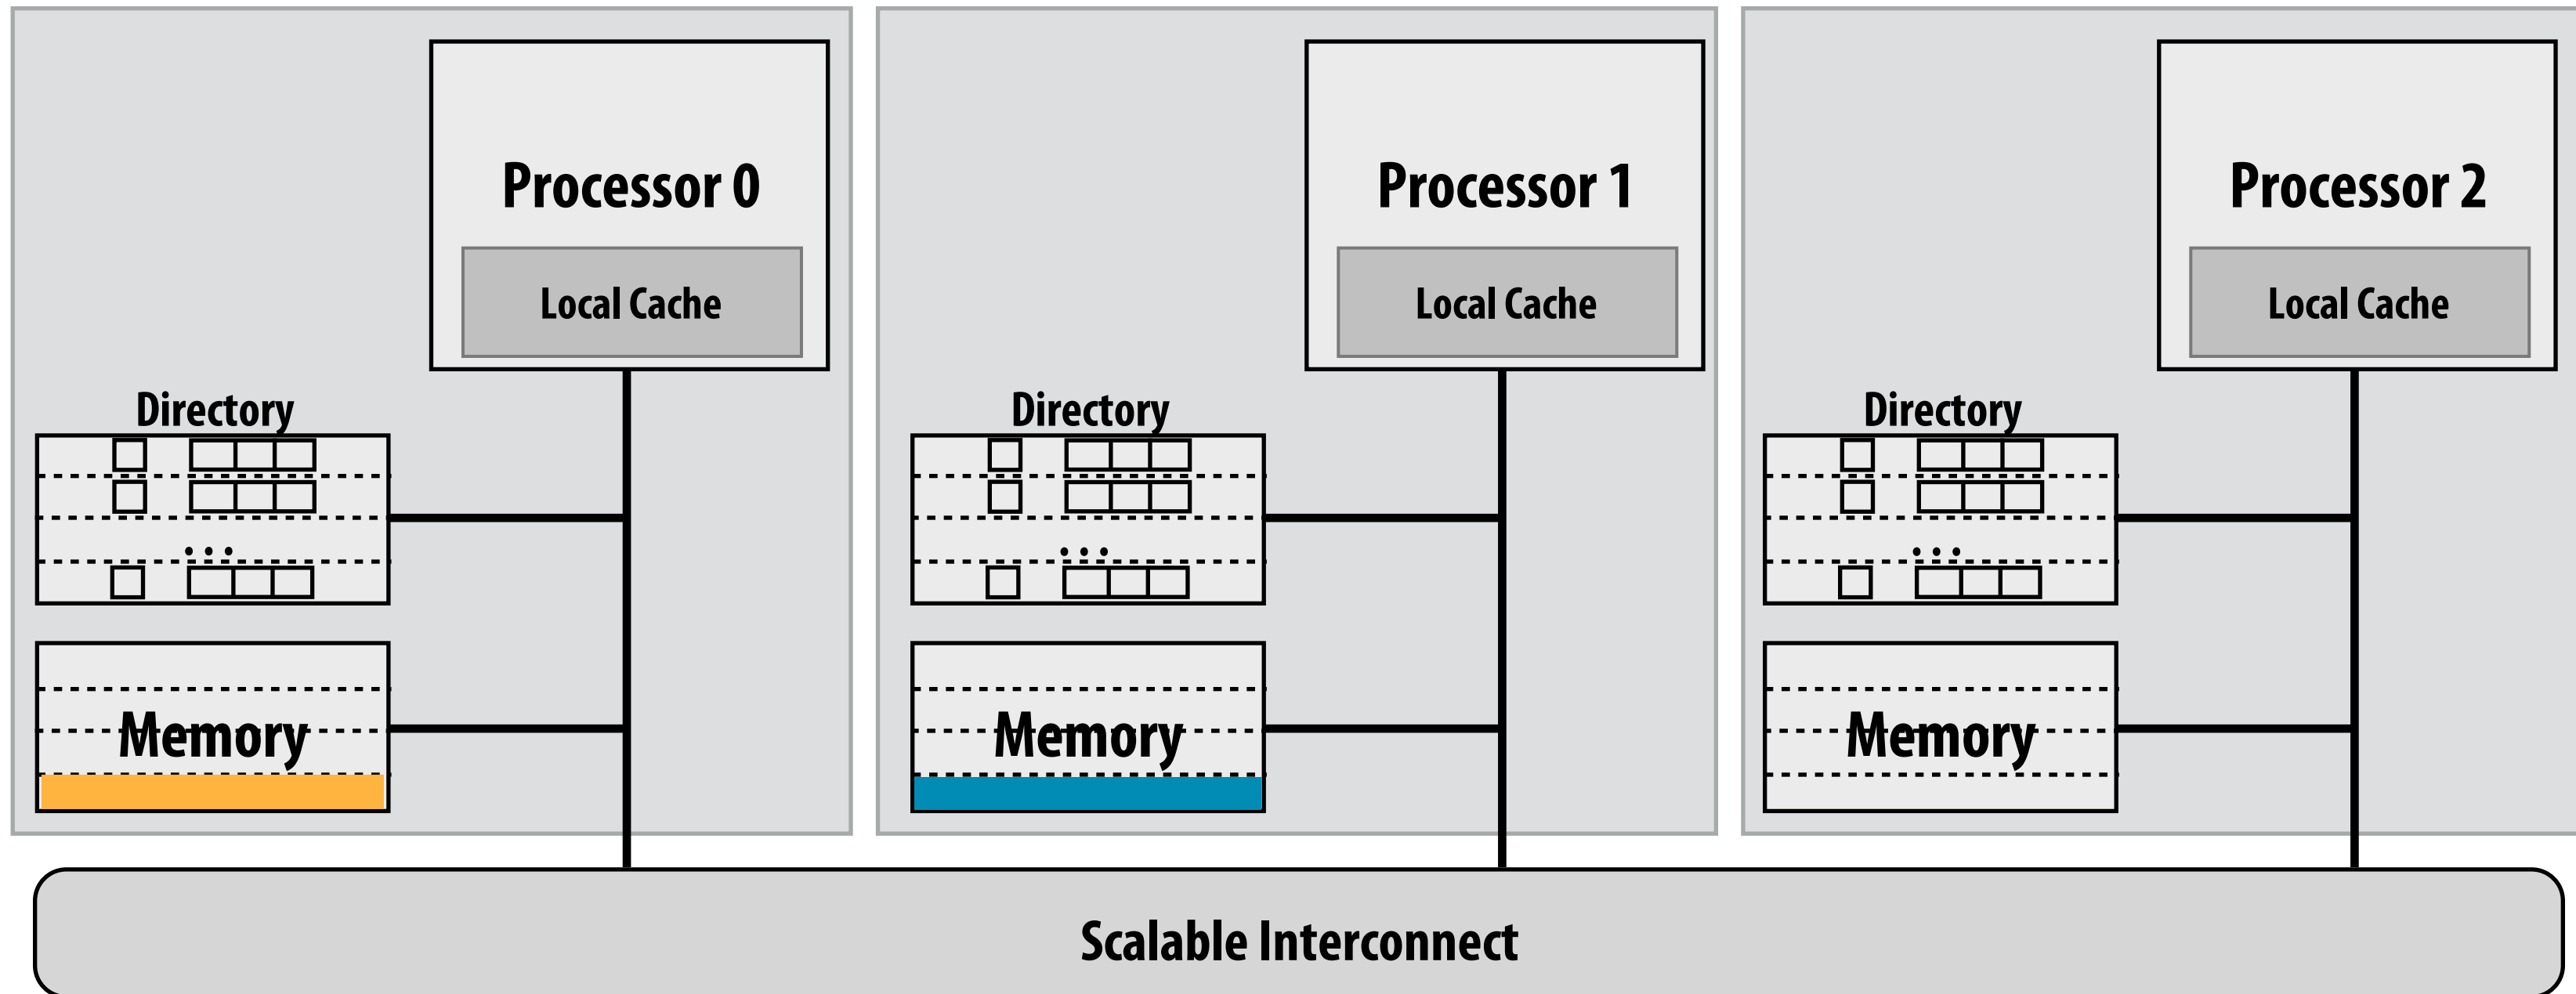 Processor 0
Processor 1
Processor 2
Local Cache
Local Cache
Local Cache
Directory
Directory
Directory
...
...
...
Memory
Memory
Memory
Scalable Interconnect